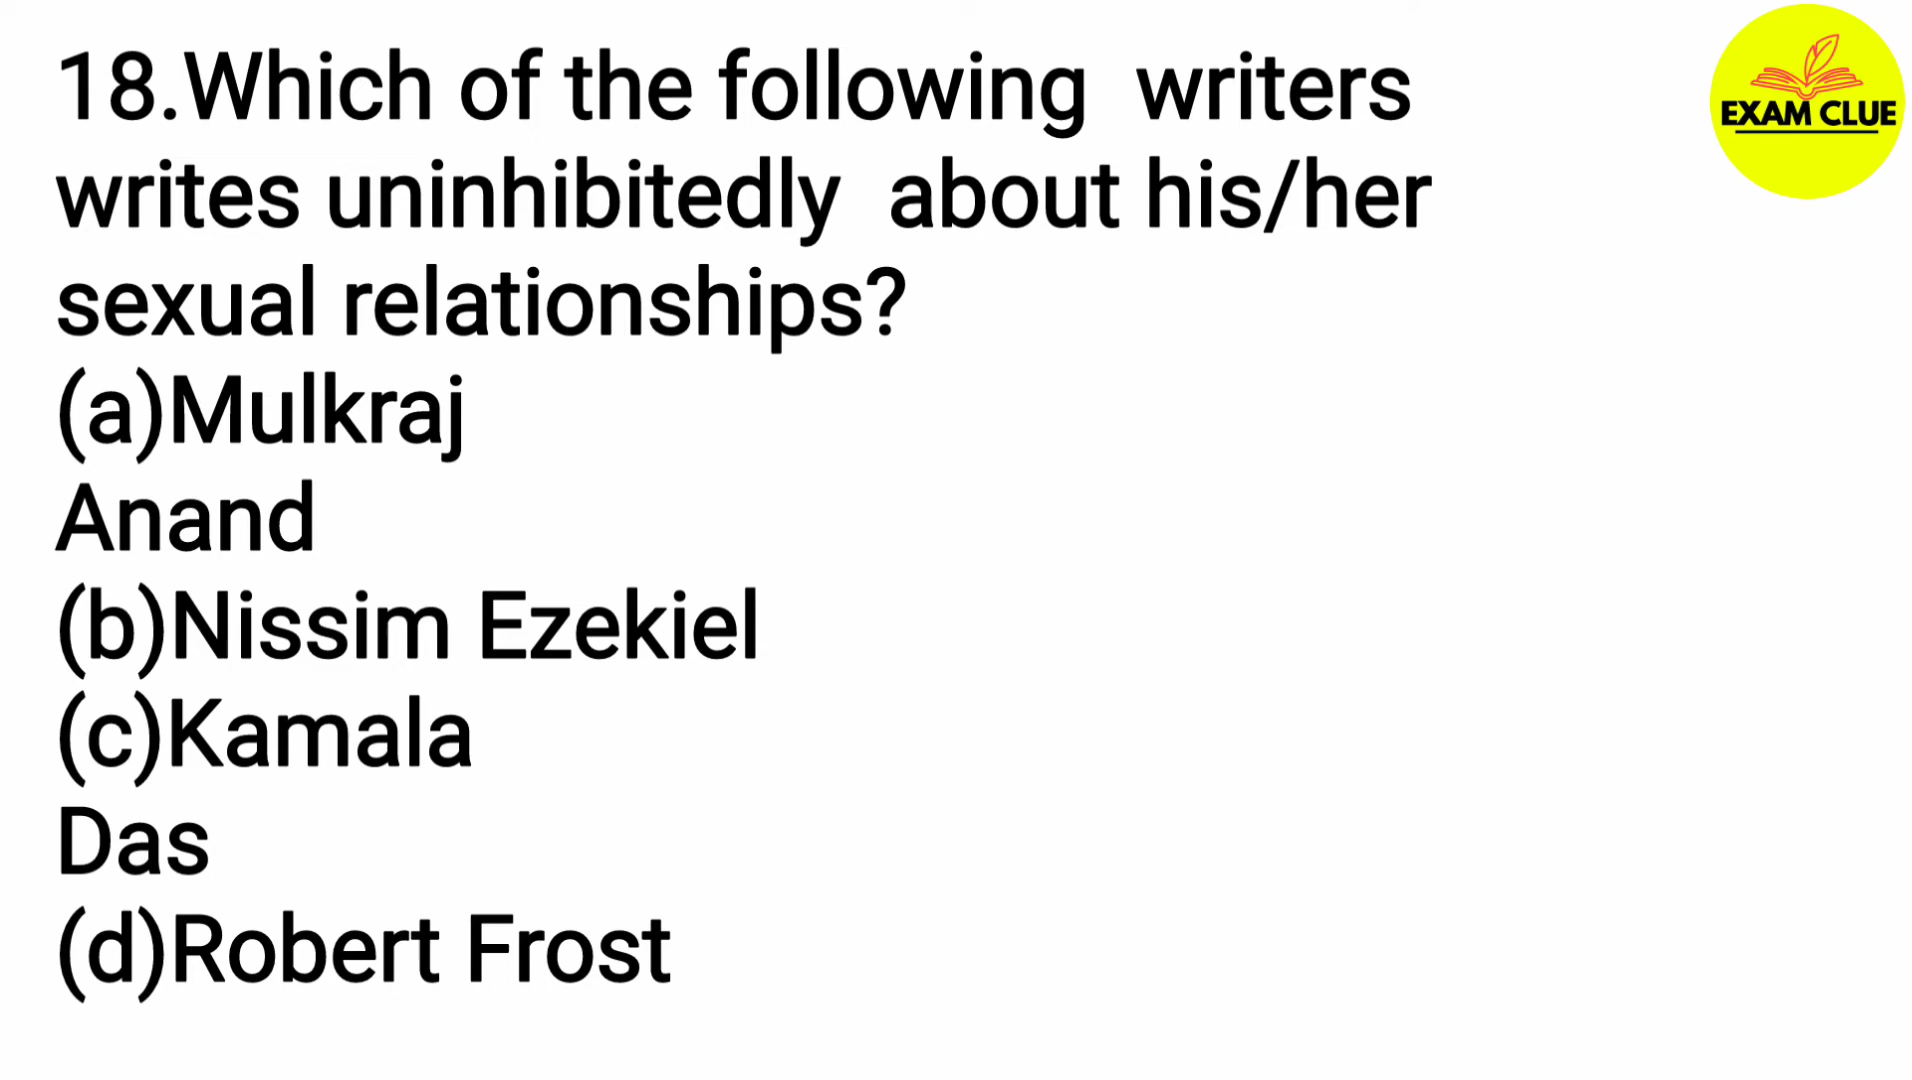 18.Which of the following  writers
writes uninhibitedly  about his/her
sexual relationships?
(a)Mulkraj
Anand
(b)Nissim Ezekiel
(c)Kamala
Das
(d)Robert Frost
EXAM CLUE